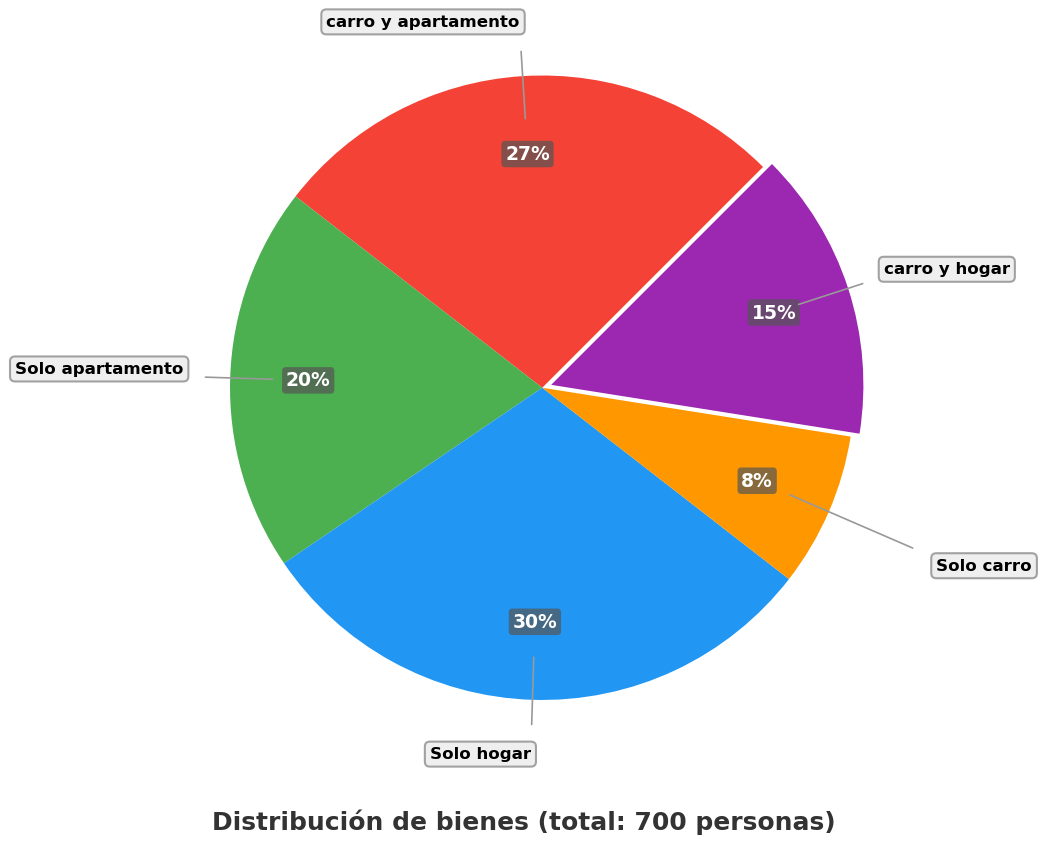 carro y apartamento
27%
carro y hogar
15%
Solo apartamento
20%
8%
Solo carro
30%
Solo hogar
Distribución de bienes (total: 700 personas)